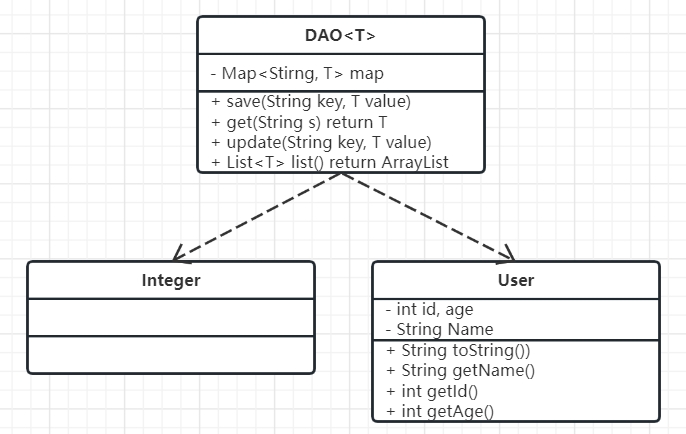 DAO<T>
- Map<Stirng, T> map
+ save(String key, T value)
+ get(String s) return T
+ update(String key, T value)
+ List<T> list() return ArrayList
Integer
User
- int id, age
- String Name
+ String toString())
+ String getName()
+ int getId()
+ int getAge()